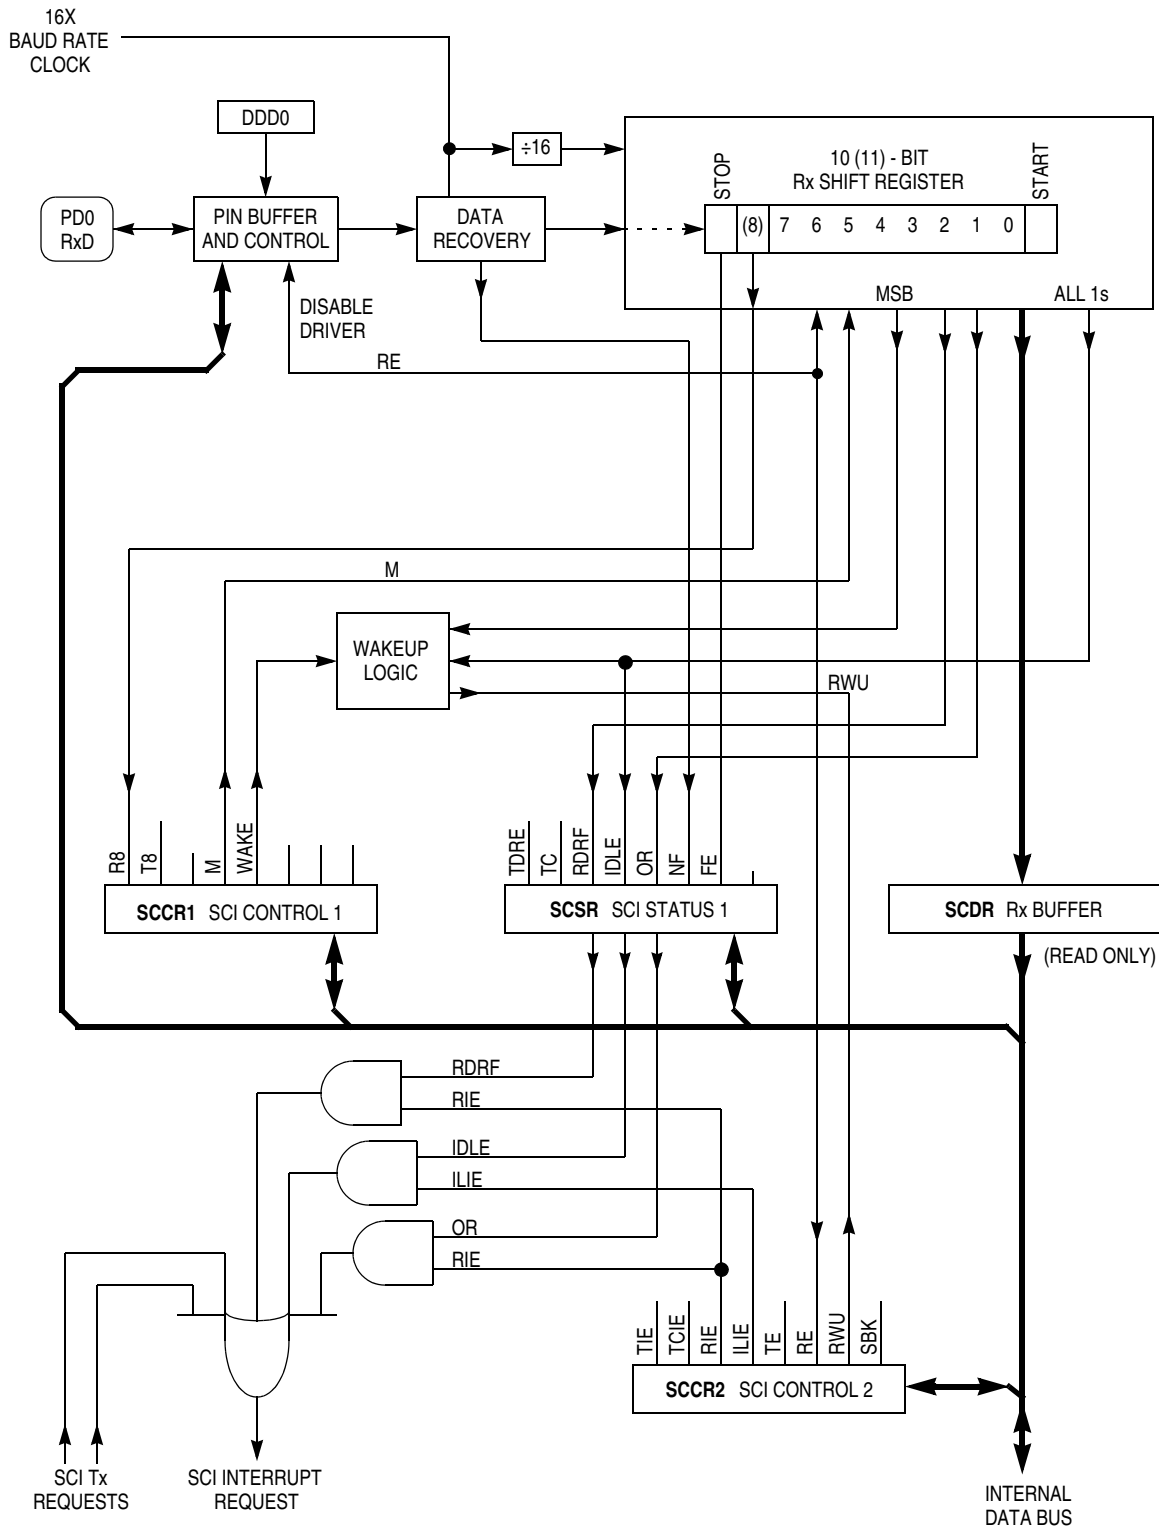 16X
BAUD RATE
CLOCK
DDD0
÷16
10 (11) - BIT
Rx SHIFT REGISTER
STOP
START
PD0
RxD
PIN BUFFER
AND CONTROL
DATA
RECOVERY
(8) 7 6 5 4 3 2 1 0
MSB
ALL 1s
DISABLE
DRIVER
RE
M
WAKEUP
LOGIC
RWU
R8
T8
M
WAKE
TDRE
TC
RDRF
IDLE
OR
NF
FE
SCCR1 SCI CONTROL 1
SCSR SCI STATUS 1
SCDR Rx BUFFER
(READ ONLY)
RDRF
RIE
IDLE
ILIE
OR
RIE
TIE
TCIE
RIE
ILIE
TE
RE
RWU
SBK
SCCR2 SCI CONTROL 2
SCI Tx
REQUESTS
SCI INTERRUPT
REQUEST
INTERNAL
DATA BUS